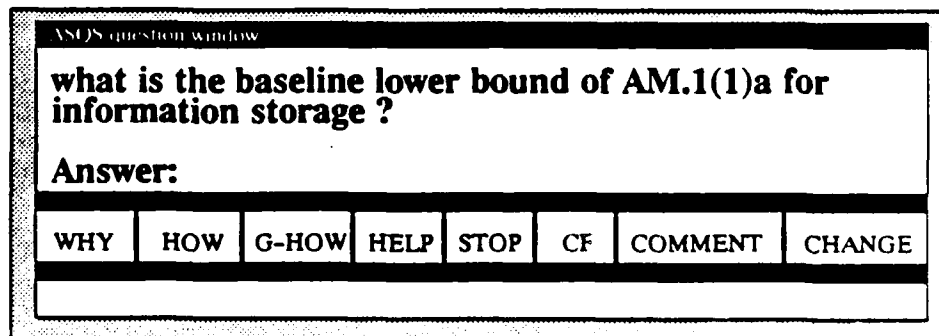 ASQS question window
what is the baseline lower bound of AM.1(1)a for
information storage ?
Answer:
WHY HOW G-HOW HELP STOP CF COMMENT CHANGE